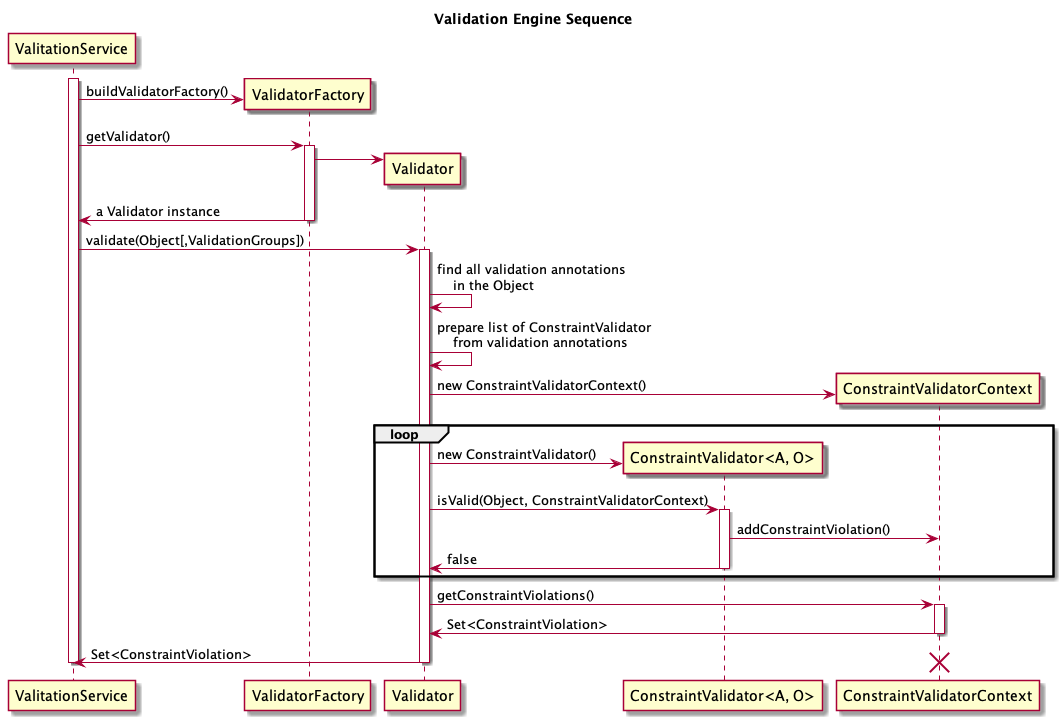 Validation Engine Sequence
ValitationService
buildValidatorFactory()
ValidatorFactory
getValidator()
Validator
a Validator instance
validate(Object[,ValidationGroups])
find all validation annotations
in the Object
prepare list of ConstraintValidator
from validation annotations
new ConstraintValidatorContext()
ConstraintValidatorContext
loop
new ConstraintValidator()
ConstraintValidator<A, O>
isValid(Object, ConstraintValidatorContext)
addConstraintViolation()
false
getConstraintViolations()
Set<ConstraintViolation>
Set<ConstraintViolation>
ValitationService
ValidatorFactory
Validator
ConstraintValidator<A, O>
ConstraintValidatorContext